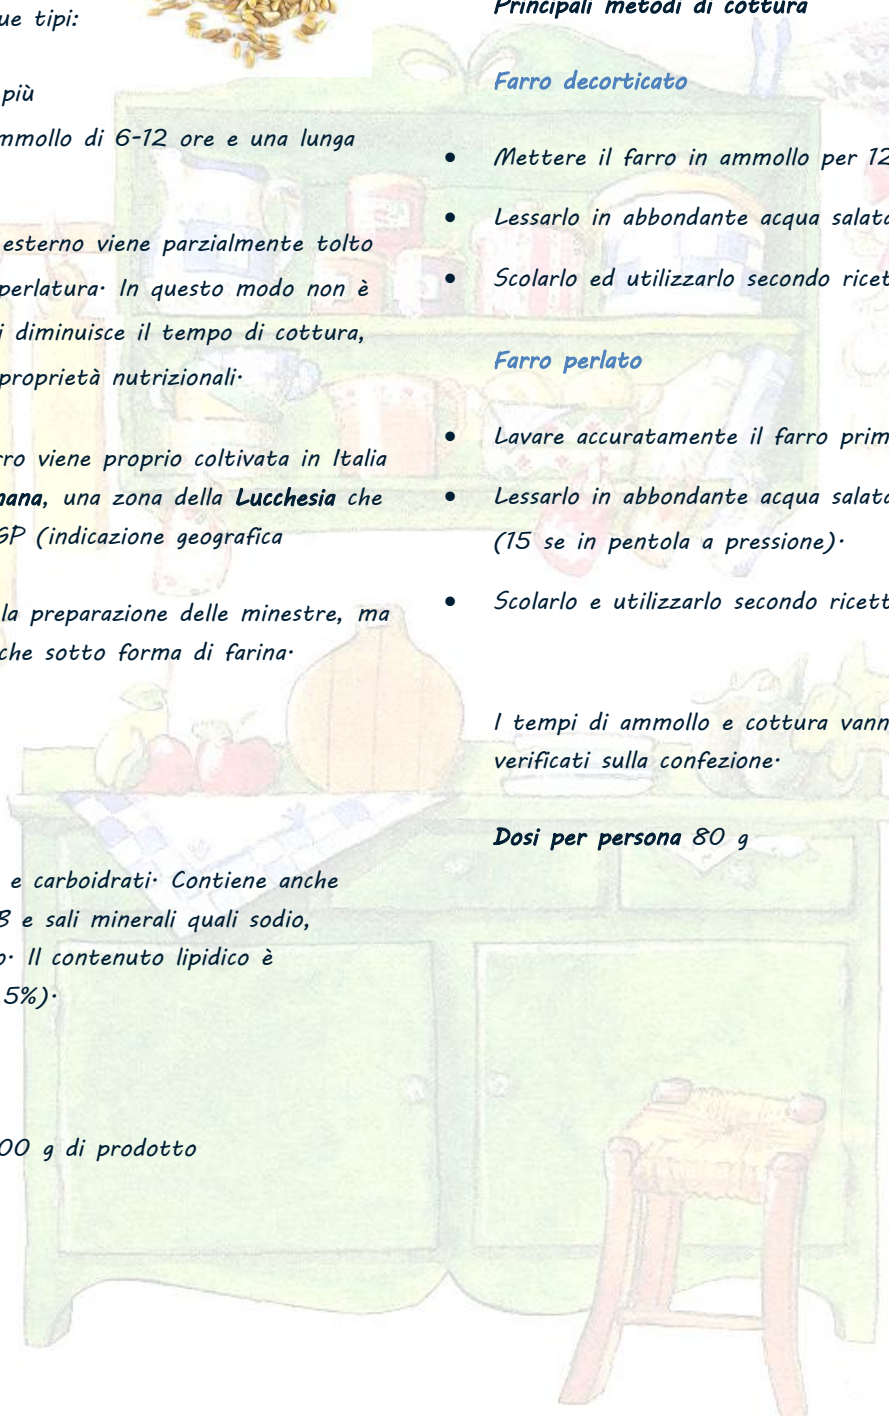 ue tipi:
più
mmollo di 6-12 ore e una lunga
esterno viene parzialmente tolto
perlatura. In questo modo non è
i diminuisce il tempo di cottura,
proprietà nutrizionali.
rro viene proprio coltivata in Italia
nana, una zona della Lucchesia che
GP (indicazione geografica
la preparazione delle minestre, ma
che sotto forma di farina.
e carboidrati. Contiene anche
B e sali minerali quali sodio,
o. Il contenuto lipidico è
5%).
00 g di prodotto
Principali metodi di cottura
Farro decorticato
• Mettere il farro in ammollo per 12
• Lessarlo in abbondante acqua salata
• Scolarlo ed utilizzarlo secondo ricet
Farro perlato
• Lavare accuratamente il farro prim
• Lessarlo in abbondante acqua salata
(15 se in pentola a pressione).
• Scolarlo e utilizzarlo secondo ricett
I tempi di ammollo e cottura vann
verificati sulla confezione.
Dosi per persona 80 g